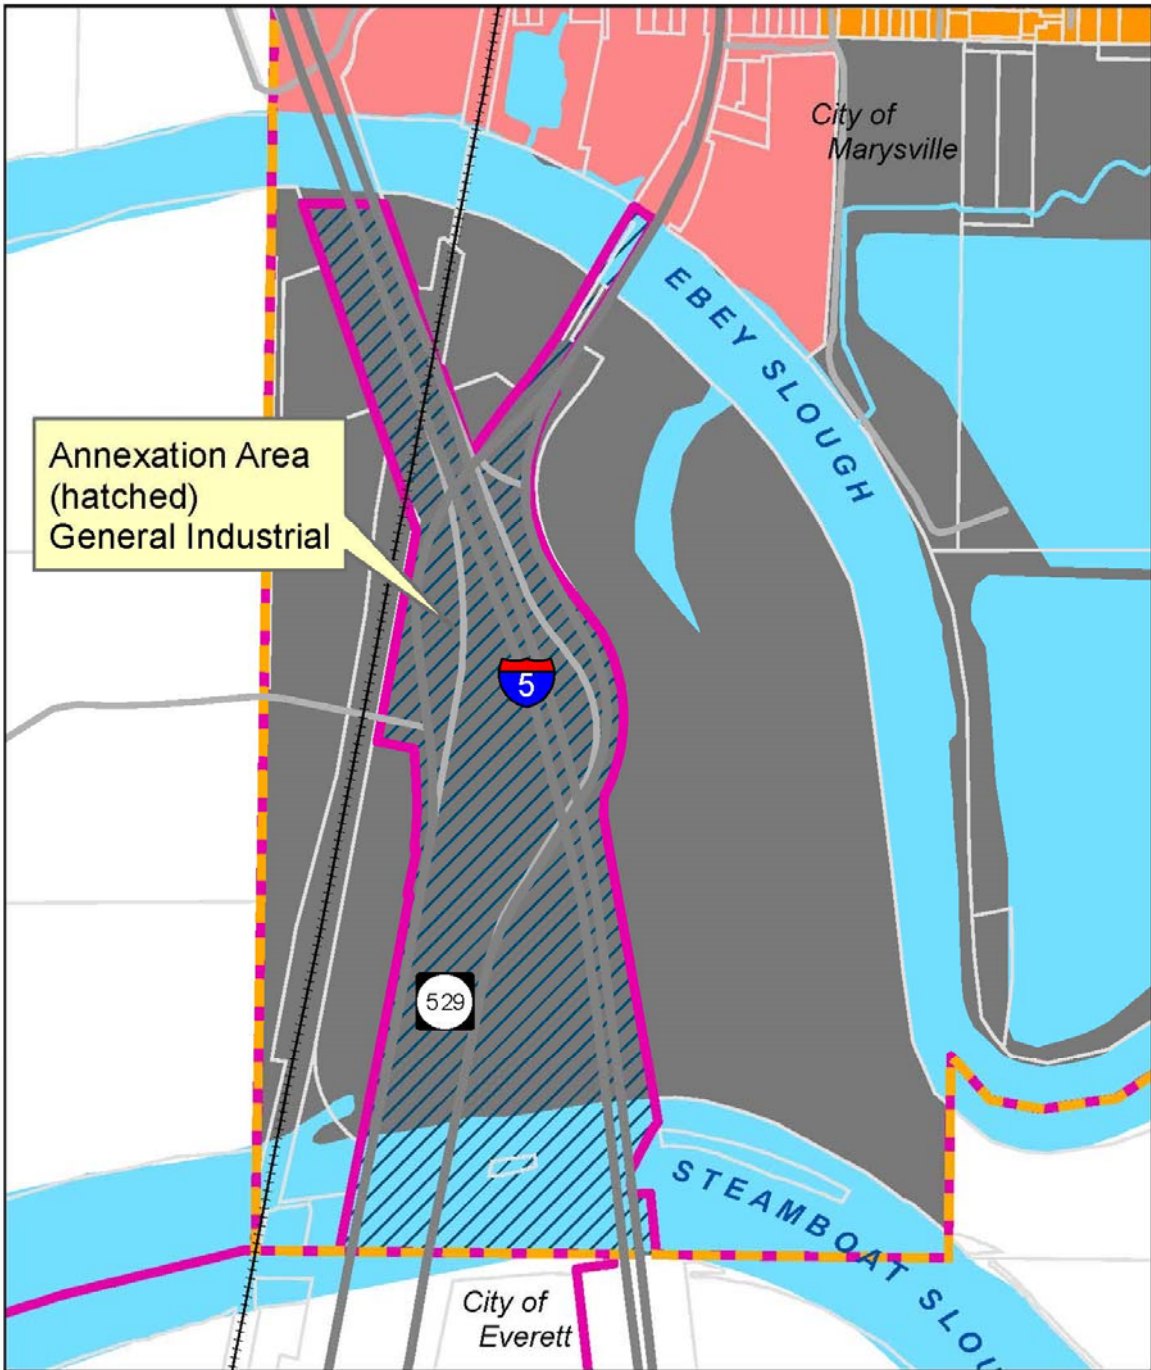 City of
Marysville
EBEY SLOUGH
Annexation Area
(hatched)
General Industrial
5
529
STEAMBOAT SLOU
City of
Everett